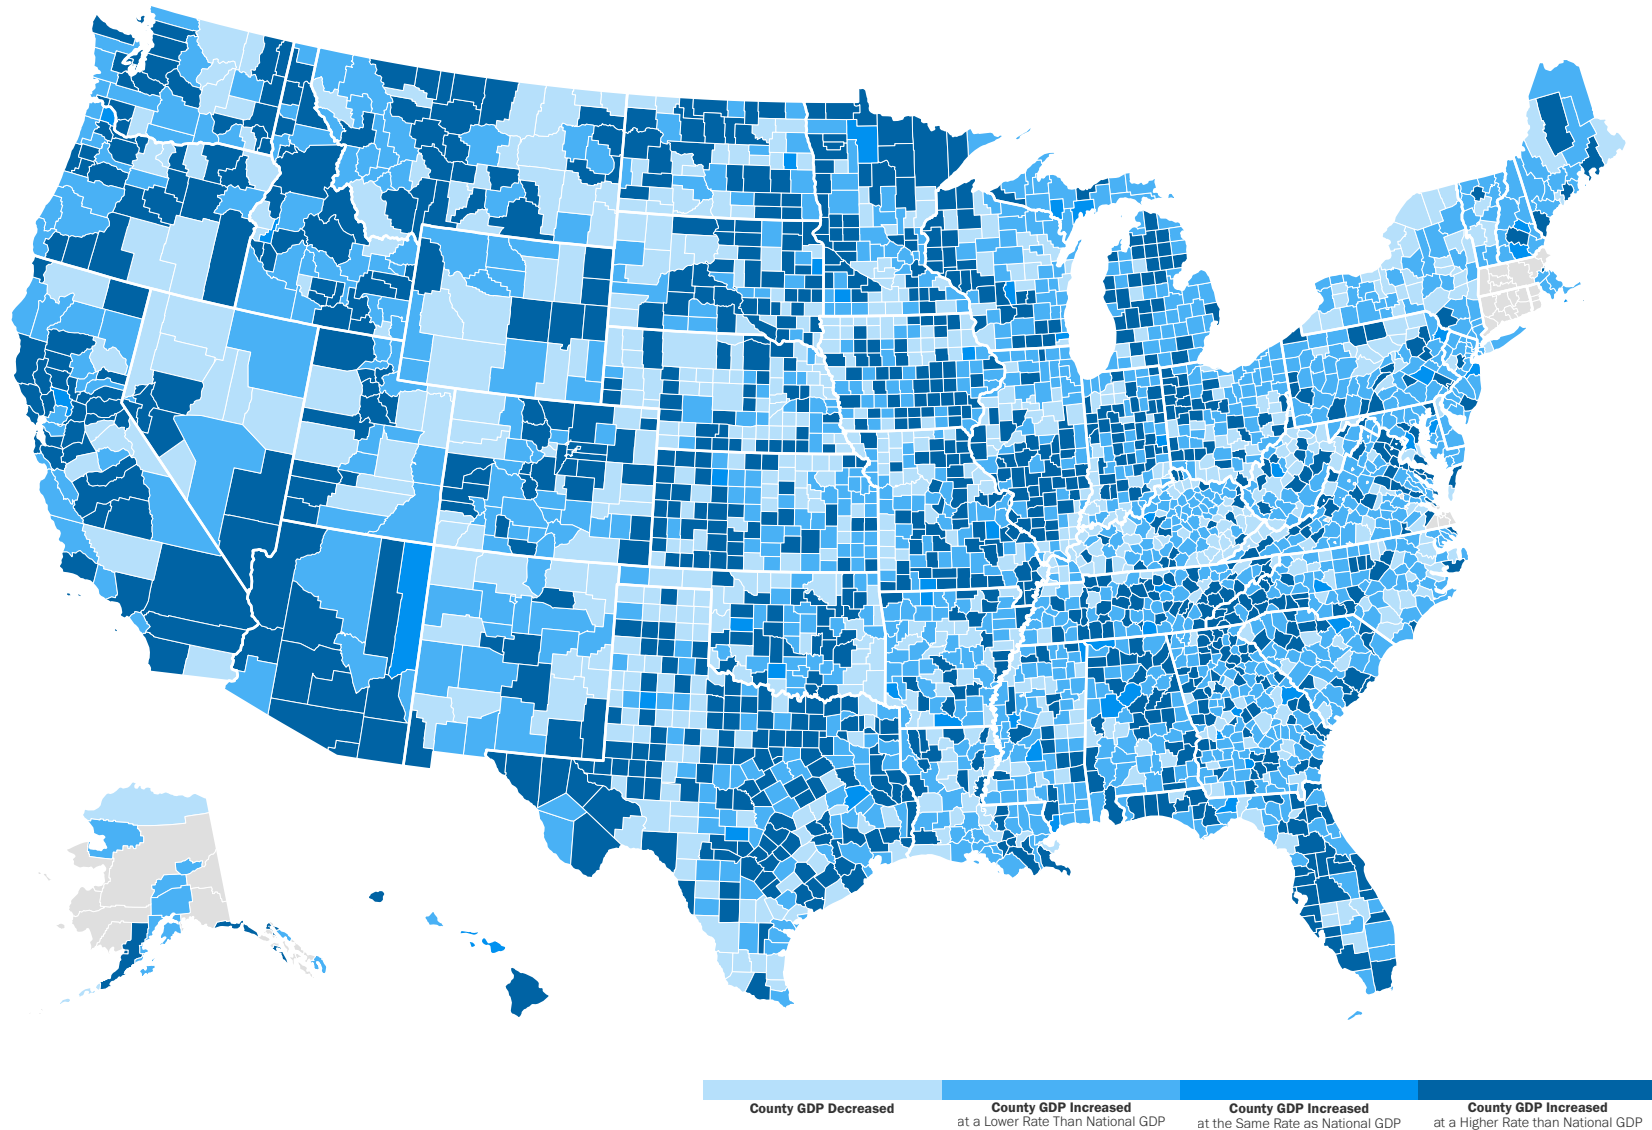 County GDP Decreased
County GDP Increased
at a Lower Rate Than National GDP
County GDP Increased
at the Same Rate as National GDP
County GDP Increased
at a Higher Rate than National GDP